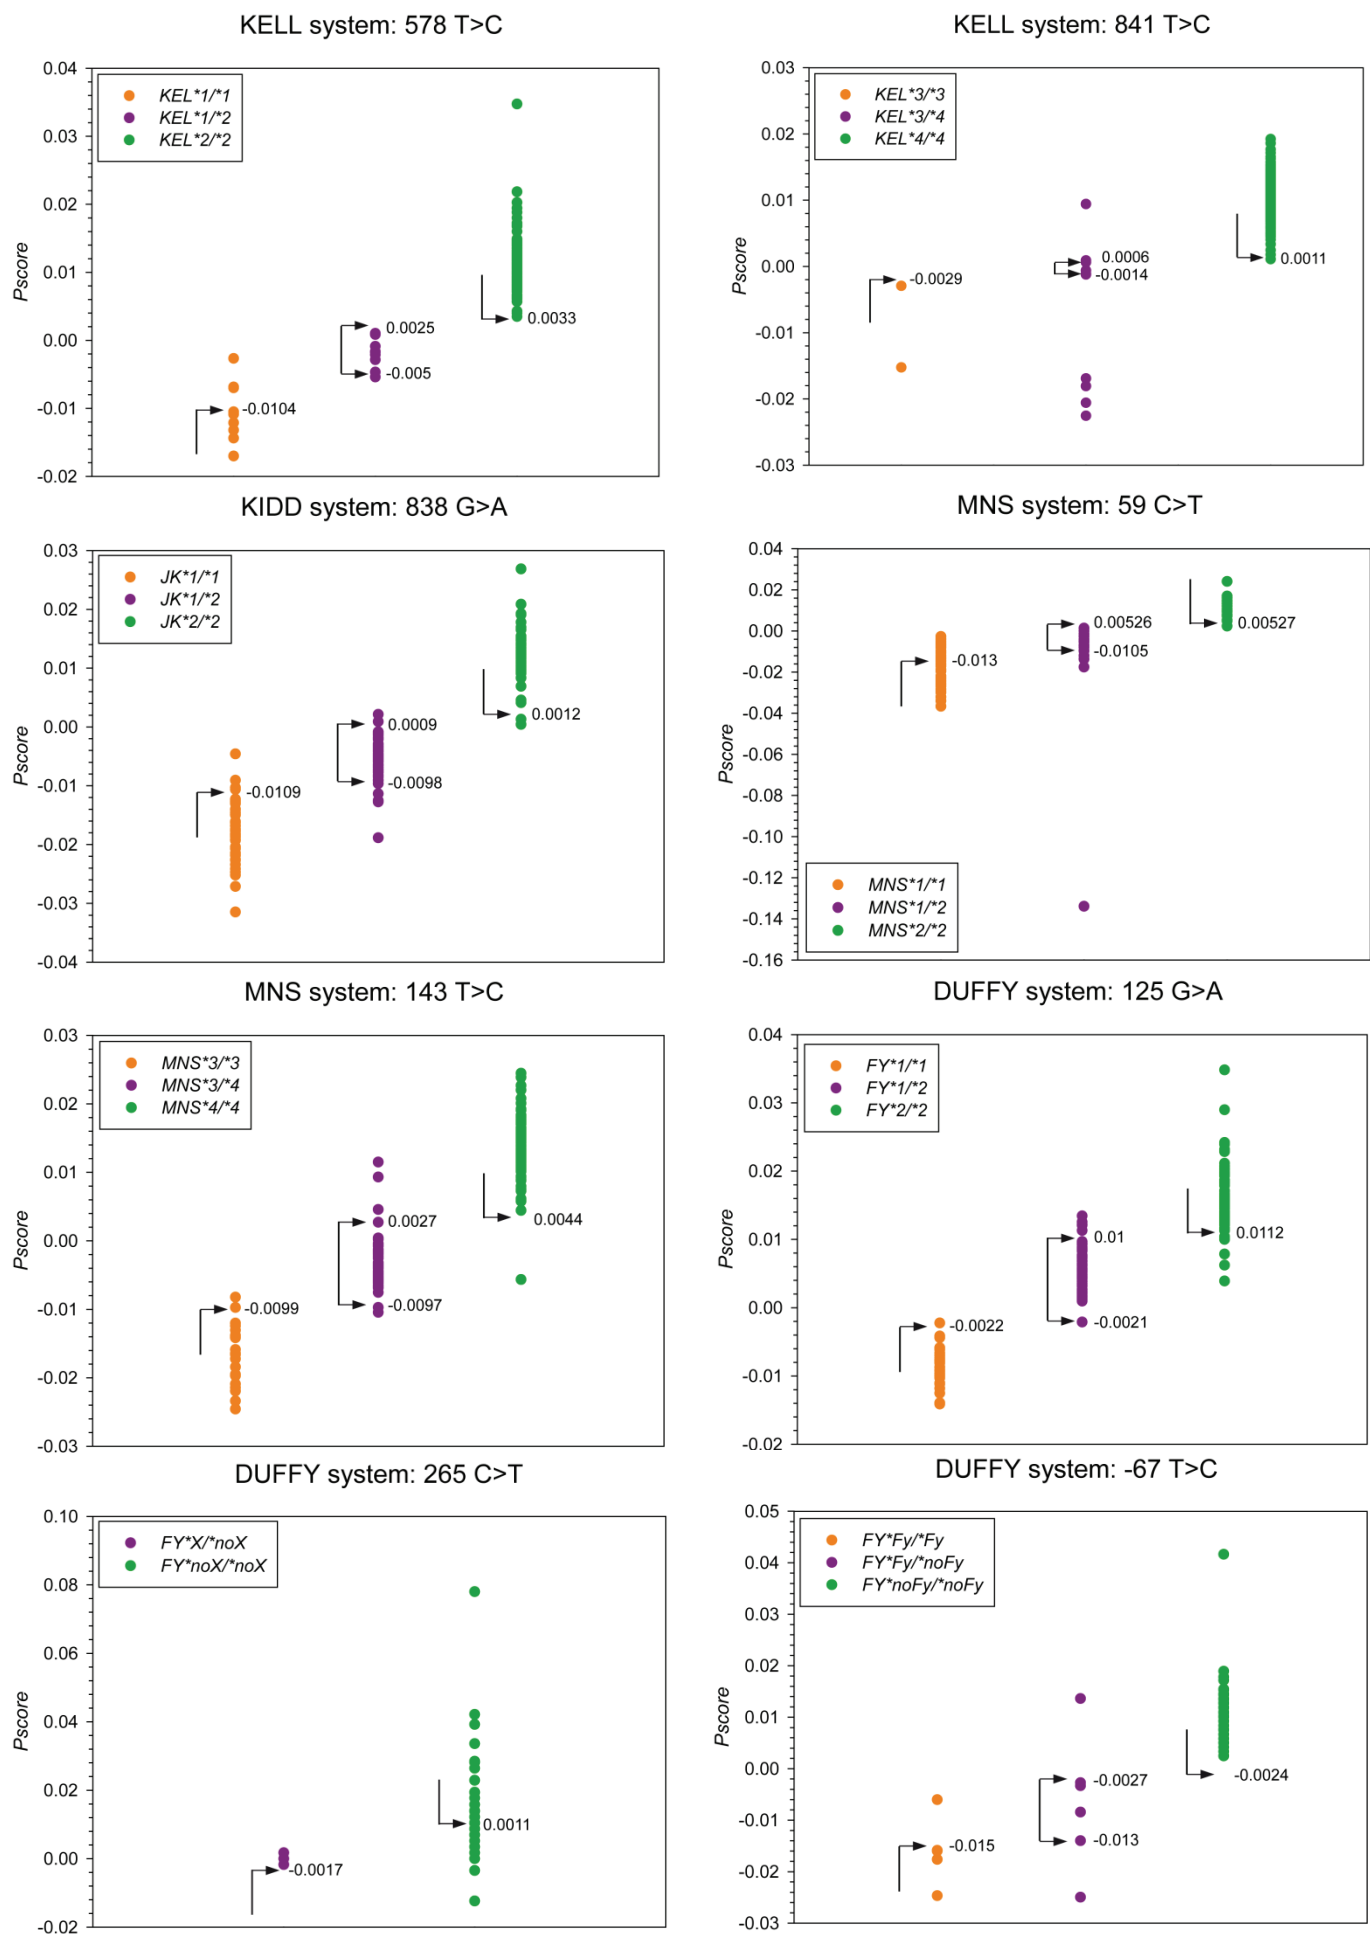 KELL system: 578 T>C
Pscore
0.04
0.03
0.02
0.01
0.00
-0.01
-0.02
KEL*1/*1
KEL*1/*2
KEL*2/*2
-0.0104
0.0025
-0.005
0.0033
KELL system: 841 T>C
Pscore
0.03
0.02
0.01
0.00
-0.01
-0.02
-0.03
KEL*3/*3
KEL*3/*4
KEL*4/*4
-0.0029
0.0006
-0.0014
0.0011
KIDD system: 838 G>A
Pscore
0.03
0.02
0.01
0.00
-0.01
-0.02
-0.03
-0.04
JK*1/*1
JK*1/*2
JK*2/*2
-0.0109
0.0009
-0.0098
0.0012
MNS system: 59 C>T
Pscore
0.04
0.02
0.00
-0.02
-0.04
-0.06
-0.08
-0.10
-0.12
-0.14
-0.16
-0.013
0.00526
-0.0105
0.00527
MNS*1/*1
MNS*1/*2
MNS*2/*2
MNS system: 143 T>C
Pscore
0.03
0.02
0.01
0.00
-0.01
-0.02
-0.03
MNS*3/*3
MNS*3/*4
MNS*4/*4
-0.0099
0.0027
-0.0097
0.0044
DUFFY system: 125 G>A
Pscore
0.04
0.03
0.02
0.01
0.00
-0.01
-0.02
FY*1/*1
FY*1/*2
FY*2/*2
-0.0022
0.01
-0.0021
0.0112
DUFFY system: 265 C>T
Pscore
0.10
0.08
0.06
0.04
0.02
0.00
-0.02
FY*X/*noX
FY*noX/*noX
-0.0017
0.0011
DUFFY system: -67 T>C
Pscore
0.05
0.04
0.03
0.02
0.01
0.00
-0.01
-0.02
-0.03
FY*Fy/*Fy
FY*Fy/*noFy
FY*noFy/*noFy
-0.015
-0.0027
-0.013
-0.0024